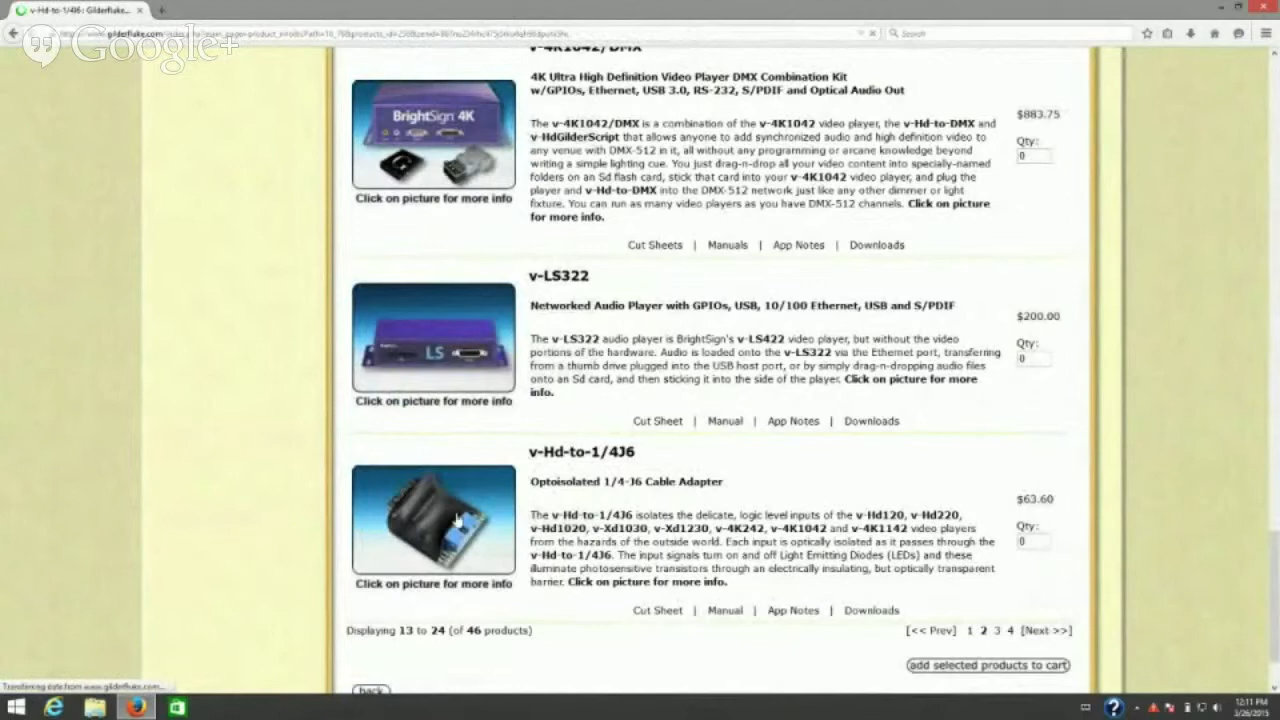 v-Hd-to-1/4J6 : Gilderfluke...
Search
Google+
v-4K1042/DMX
4K Ultra High Definition Video Player DMX Combination Kit
w/GPIOs, Ethernet, USB 3.0, RS-232, S/PDIF and Optical Audio Out
BrightSign 4K
$883.75
The v-4K1042/DMX is a combination of the v-4K1042 video player, the v-Hd-to-DMX and
v-HdGilderScript that allows anyone to add synchronized audio and high definition video to
any venue with DMX-512 in it, all without any programming or arcane knowledge beyond
writing a simple lighting cue. You just drag-n-drop all your video content into specially-named
folders on an Sd flash card, stick that card into your v-4K1042 video player, and plug the
player and v-Hd-to-DMX into the DMX-512 network just like any other dimmer or light
fixture. You can run as many video players as you have DMX-512 channels. Click on picture
for more info.
Qty:
0
Click on picture for more info
Cut Sheets | Manuals | App Notes | Downloads
v-LS322
Networked Audio Player with GPIOs, USB, 10/100 Ethernet, USB and S/PDIF
$200.00
The v-LS322 audio player is BrightSign's v-LS422 video player, but without the video
portions of the hardware. Audio is loaded onto the v-LS322 via the Ethernet port, transferring
from a thumb drive plugged into the USB host port, or by simply drag-n-dropping audio files
onto an Sd card, and then sticking it into the side of the player. Click on picture for more
info.
Qty:
0
LS
Click on picture for more info
Cut Sheet | Manual | App Notes | Downloads
v-Hd-to-1/4J6
Optoisolated 1/4-J6 Cable Adapter
$63.60
The v-Hd-to-1/4J6 isolates the delicate, logic level inputs of the v-Hd120, v-Hd220,
v-Hd1020, v-Xd1030, v-Xd1230, v-4K242, v-4K1042 and v-4K1142 video players
from the hazards of the outside world. Each input is optically isolated as it passes through the
v-Hd-to-1/4J6. The input signals turn on and off Light Emitting Diodes (LEDs) and these
illuminate photosensitive transistors through an electrically insulating, but optically transparent
barrier. Click on picture for more info.
Qty:
0
Click on picture for more info
Cut Sheet | Manual | App Notes | Downloads
Displaying 13 to 24 (of 46 products)
[<< Prev] 1 2 3 4 [Next >>]
add selected products to cart
back
Transferring data from www.gilderfluke.com...
12:11 PM
3/26/2015